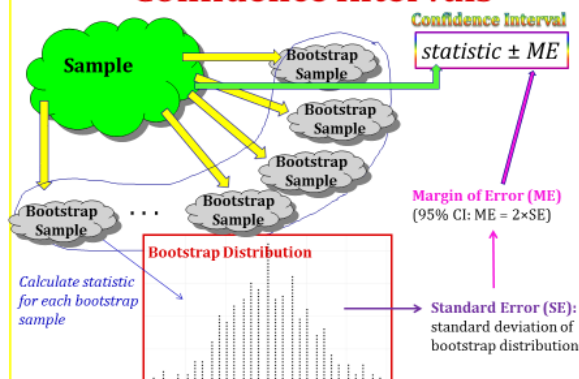 Confidence Intervals
Confidence Interval
statistic ± ME
Sample
Bootstrap
Sample
Bootstrap
Sample
Bootstrap
Sample
Bootstrap
Sample
Bootstrap
Sample
. . .
Margin of Error (ME)
(95% CI: ME = 2×SE)
Bootstrap Distribution
Calculate statistic
for each bootstrap
sample
Standard Error (SE):
standard deviation of
bootstrap distribution